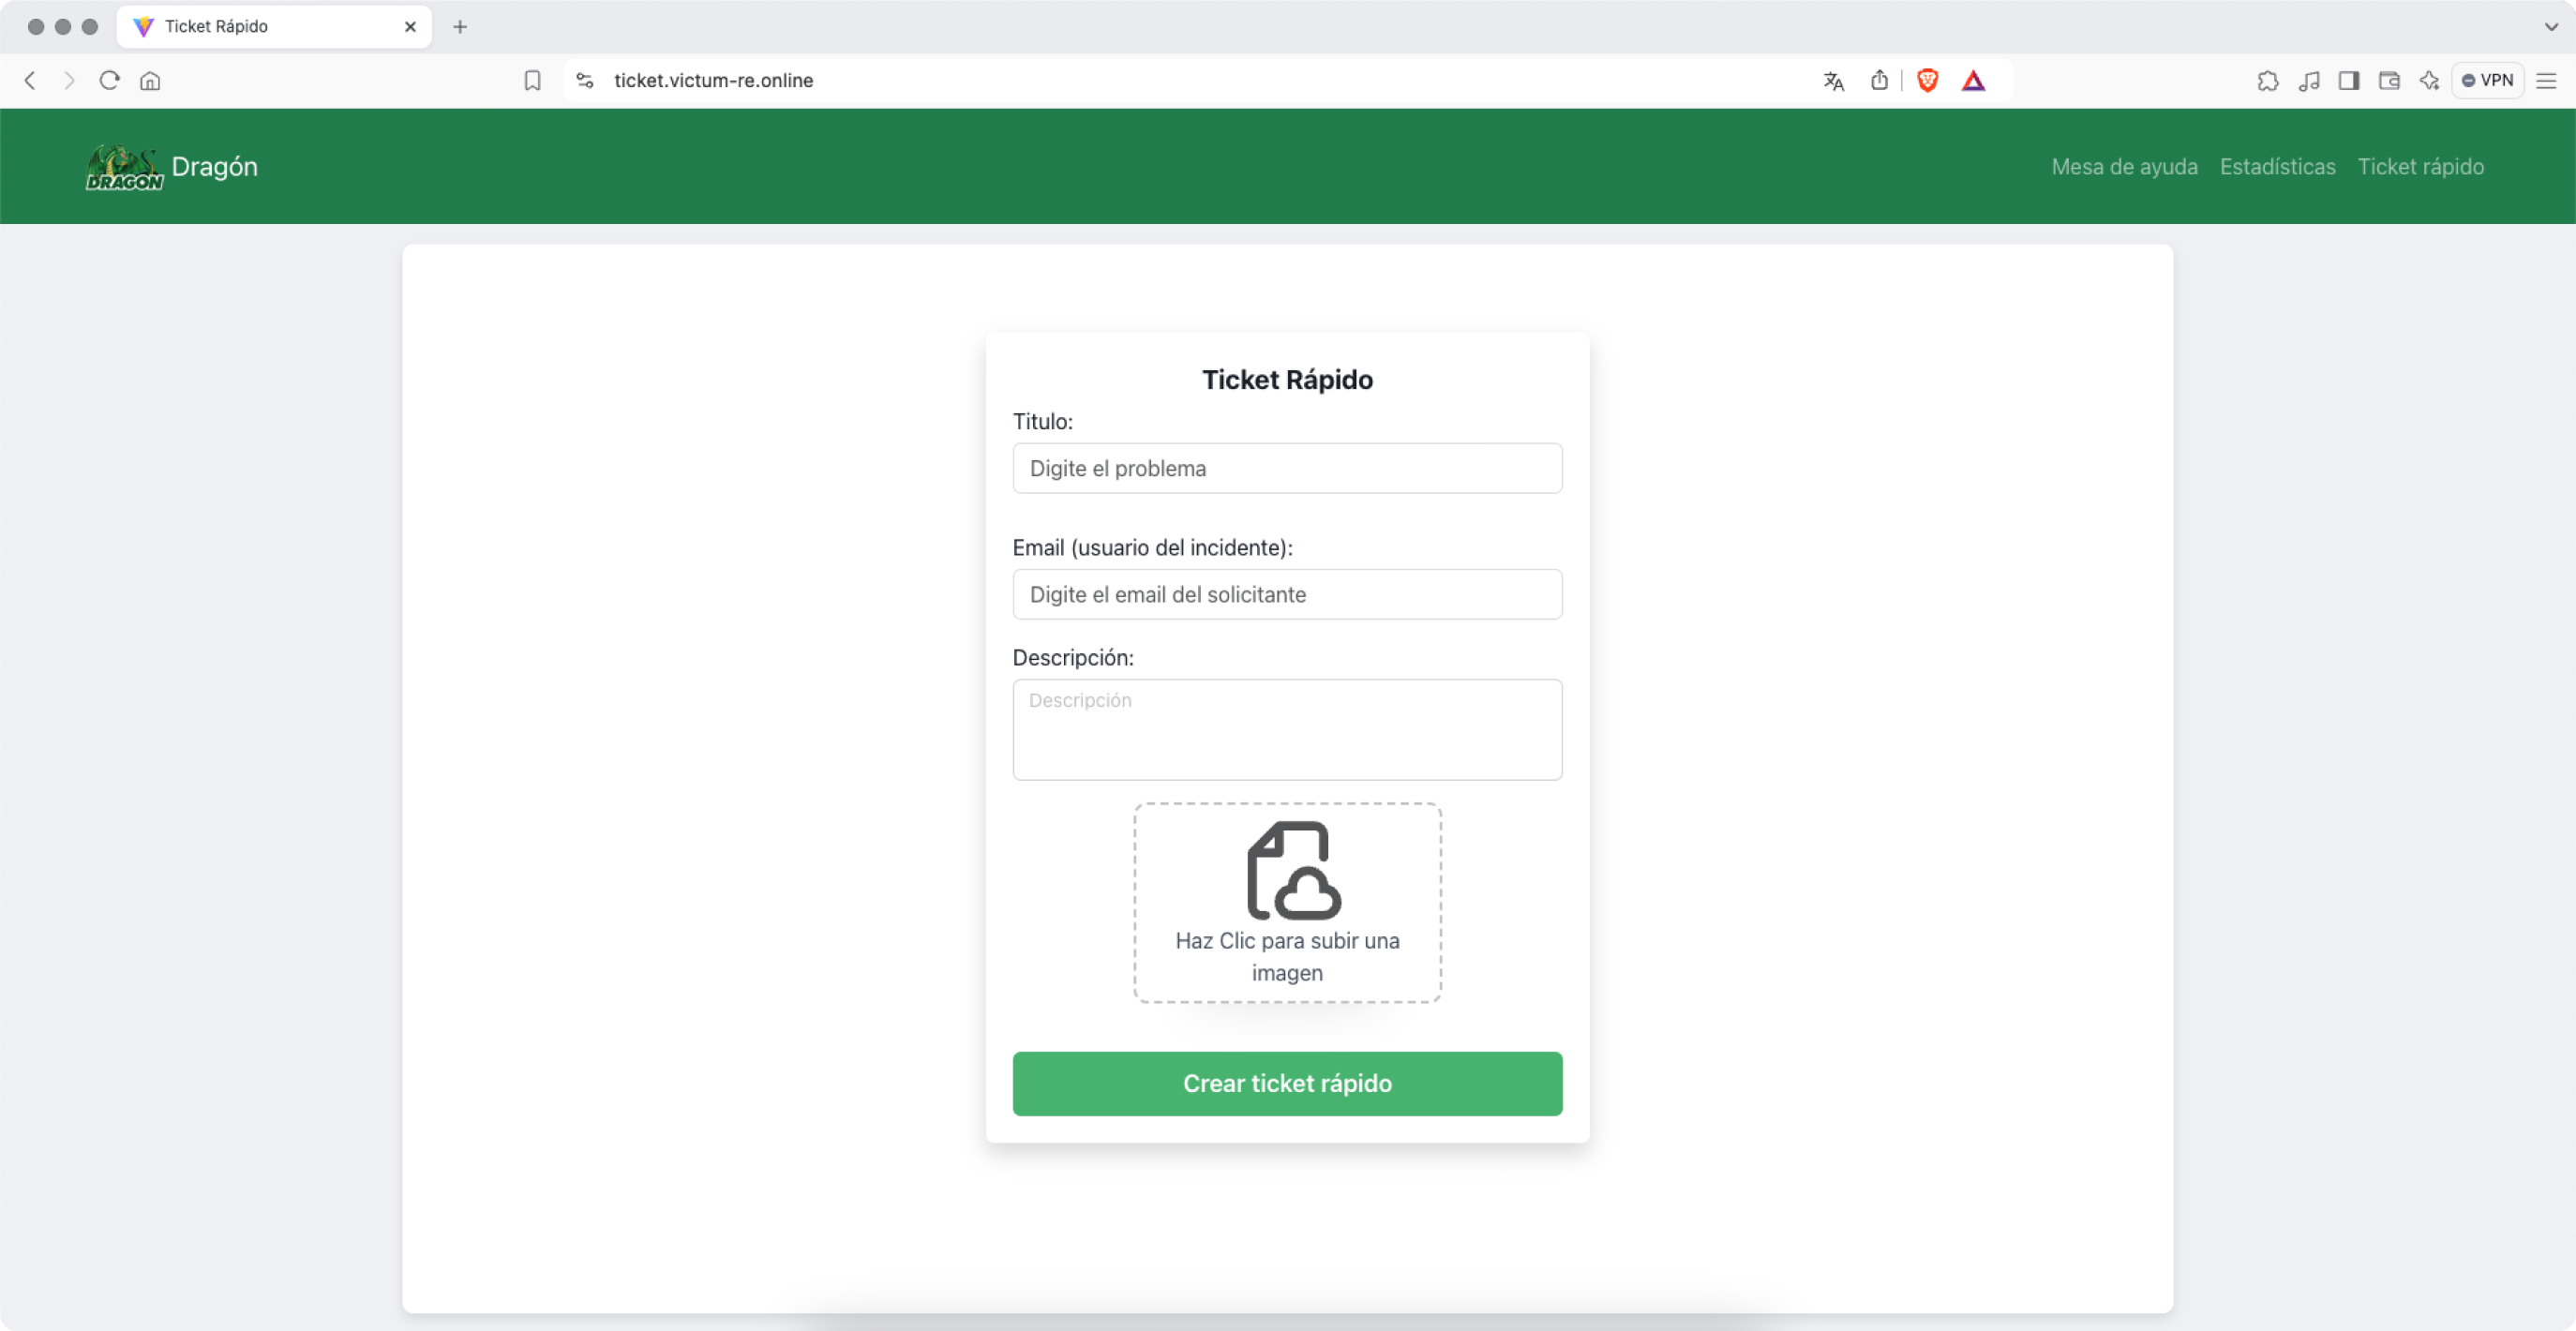 Ticket Rápido
ticket.victum-re.online
VPN
DRAGON
Dragón
Mesa de ayuda
Estadísticas
Ticket rápido
Ticket Rápido
Titulo:
Digite el problema
Email (usuario del incidente):
Digite el email del solicitante
Descripción:
Descripción
Haz Clic para subir una
imagen
Crear ticket rápido